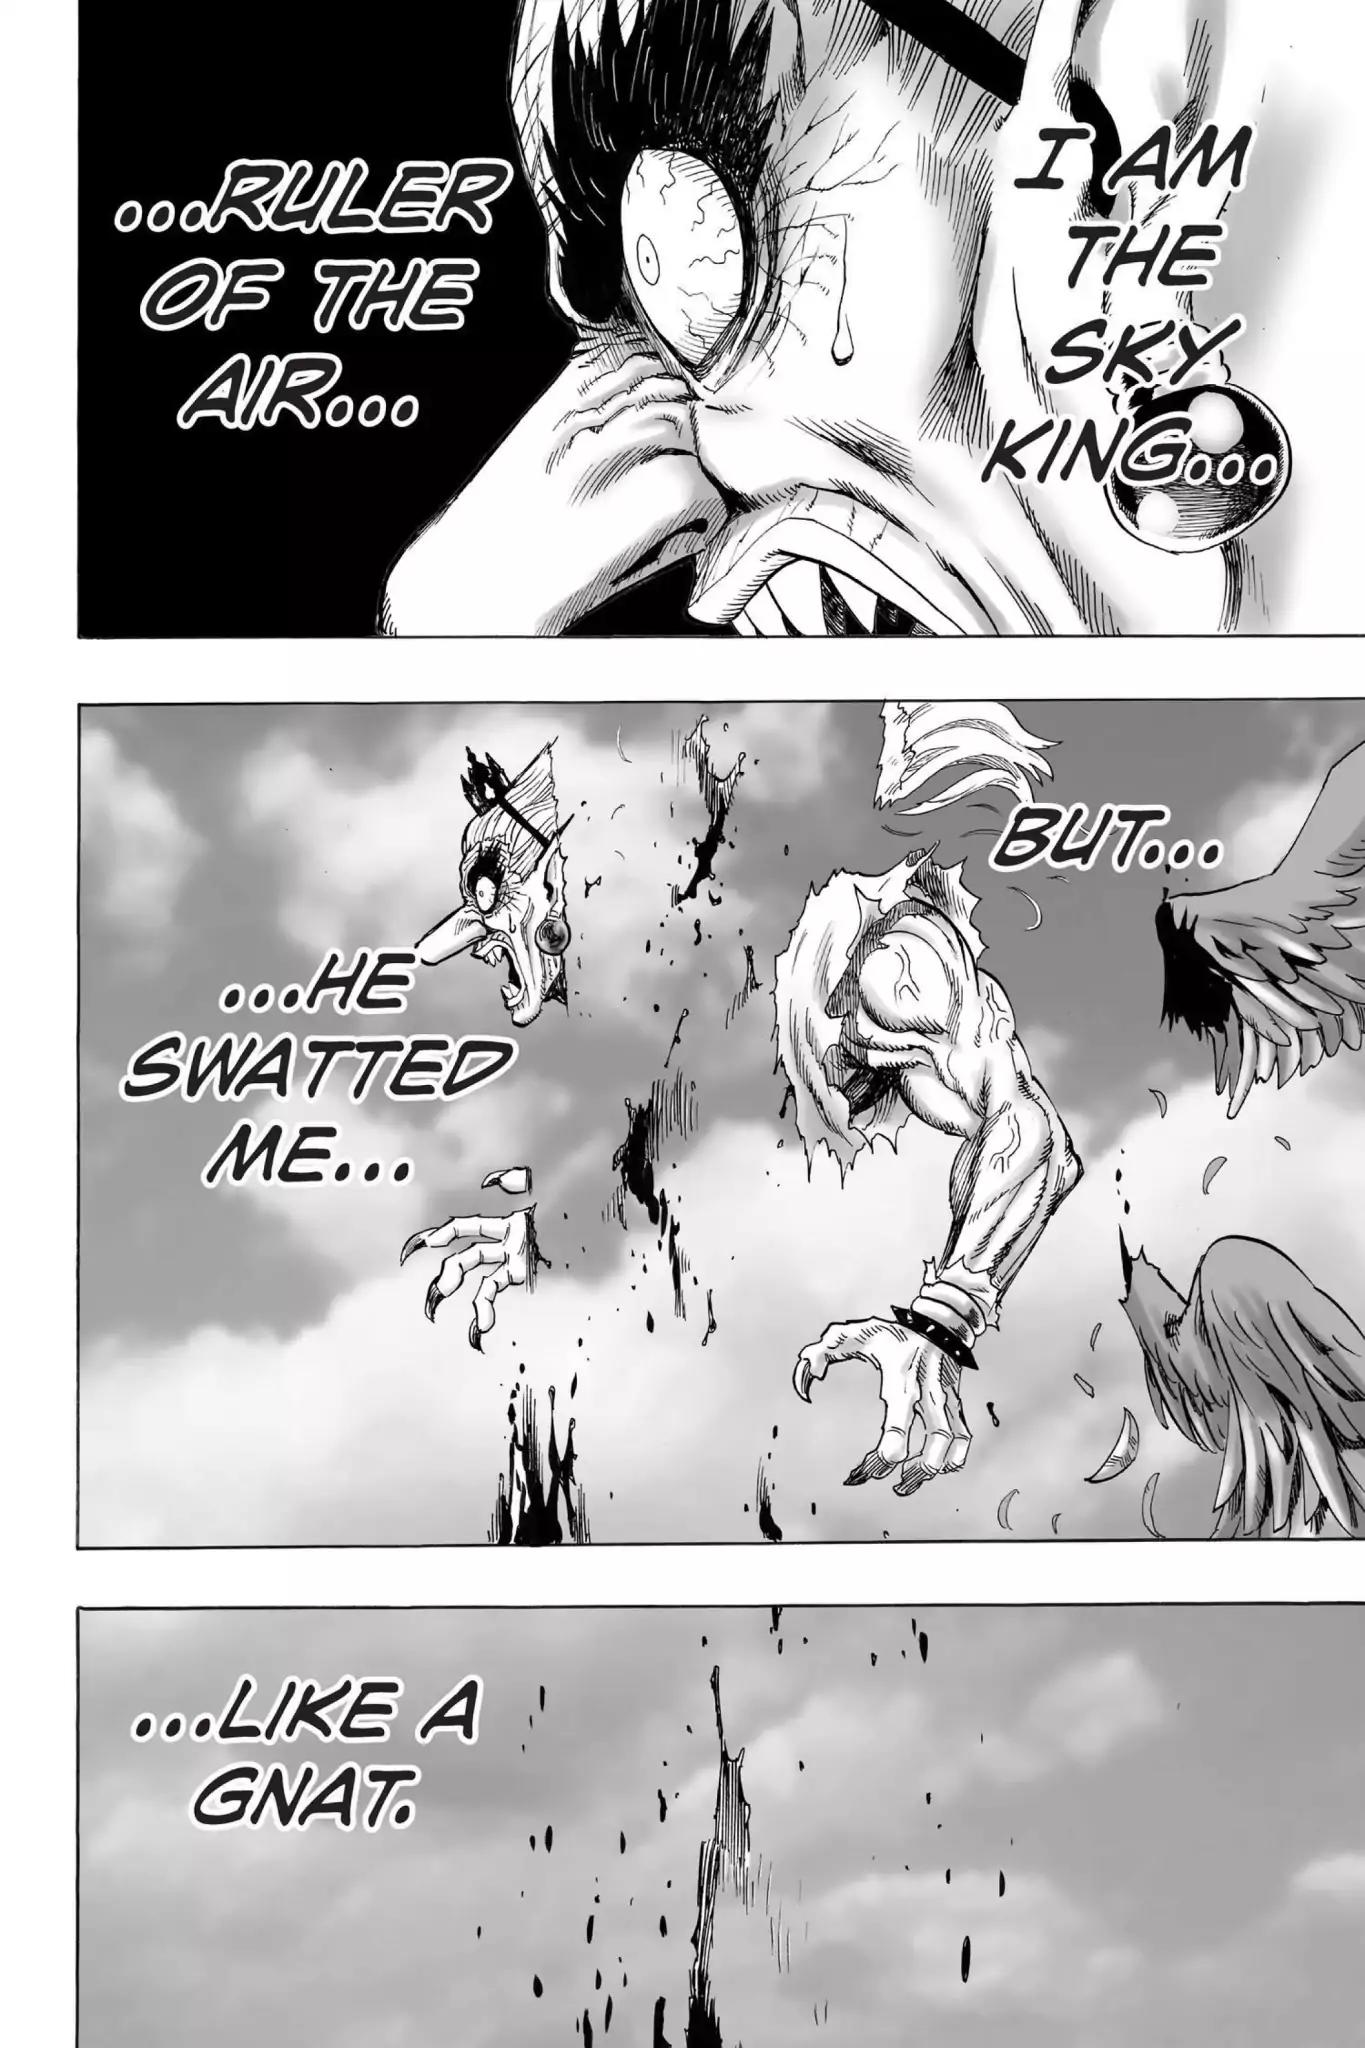 I AM
THE
SKY
KING...
...RULER
OF THE
AIR...
BUT...
...HE
SWATTED
ME...
...LIKE A
GNAT.